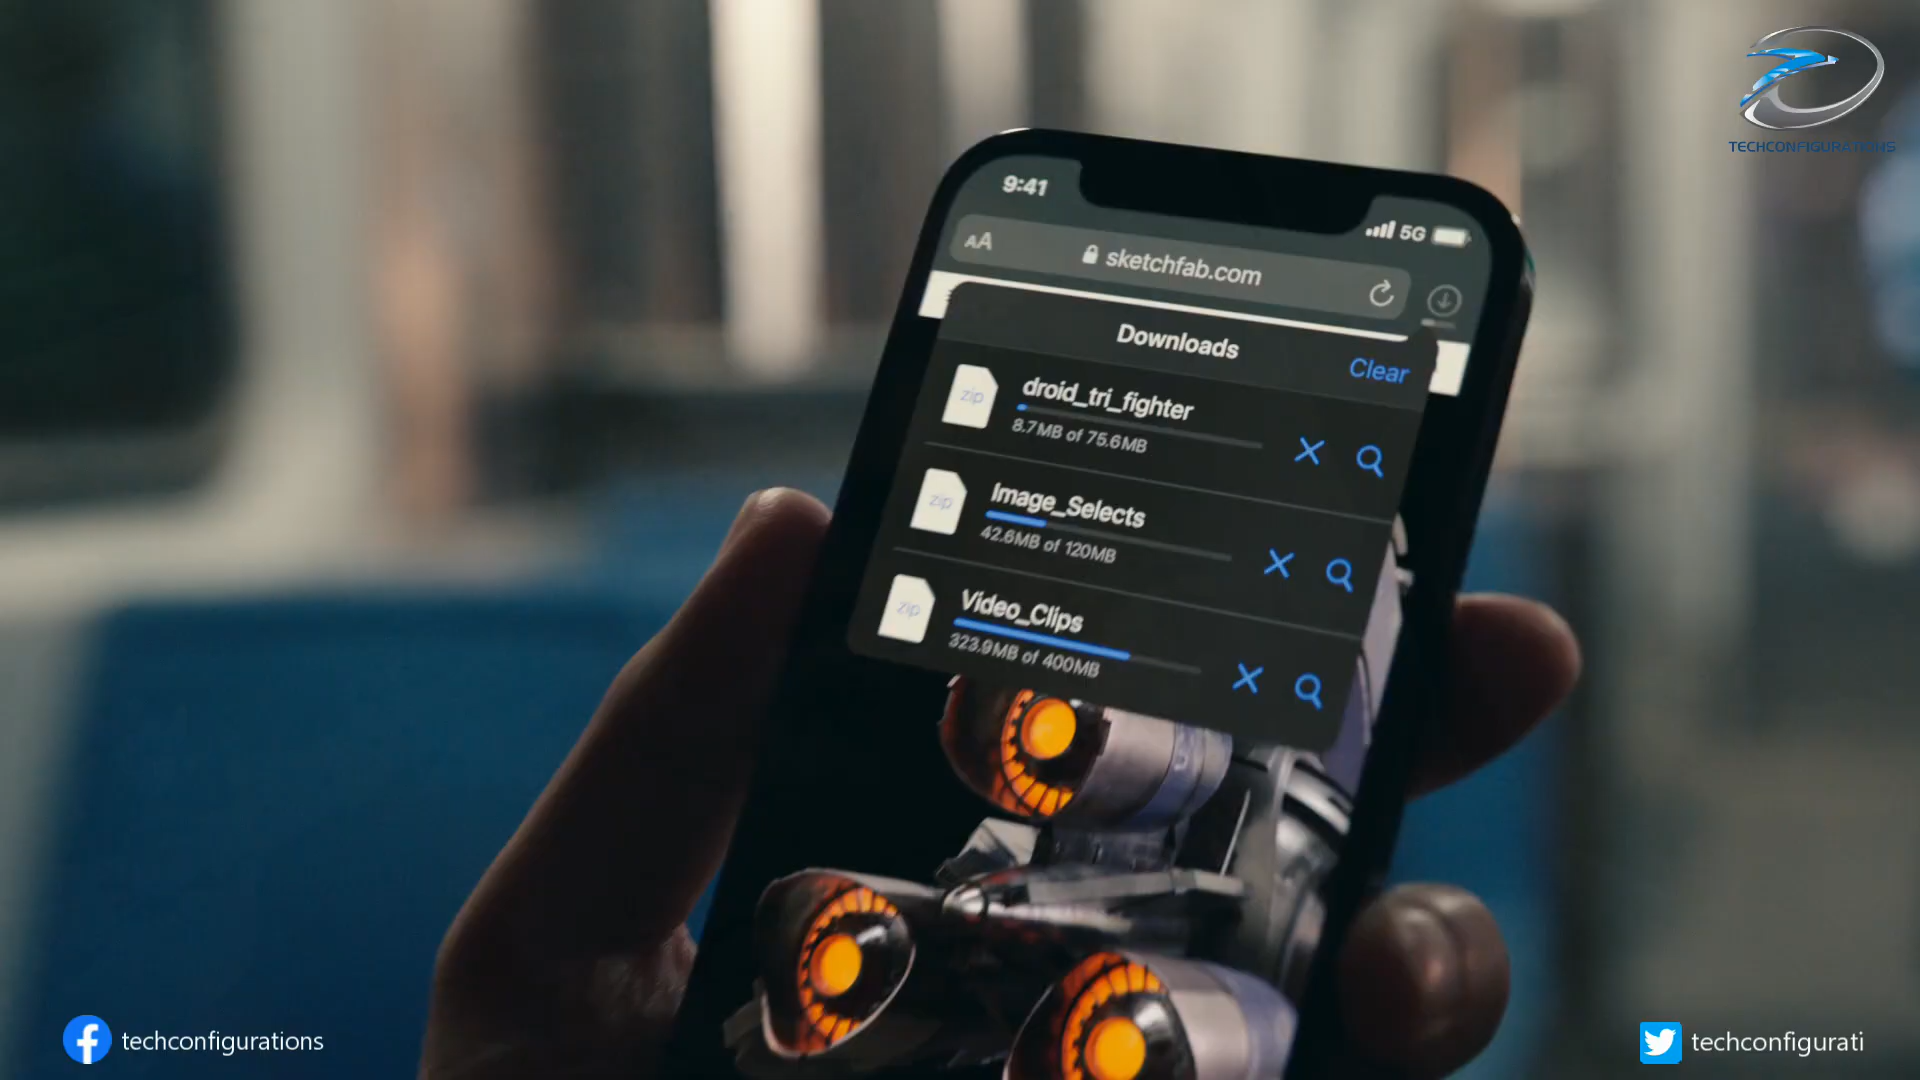 TECHCONFIGURATIONS
9:41
5G
AA
sketchfab.com
Downloads
Clear
zip
droid_tri_fighter
8.7MB of 75.6MB
zip
Image_Selects
42.6MB of 120MB
zip
Video_Clips
323.9MB of 400MB
techconfigurations
techconfigurati